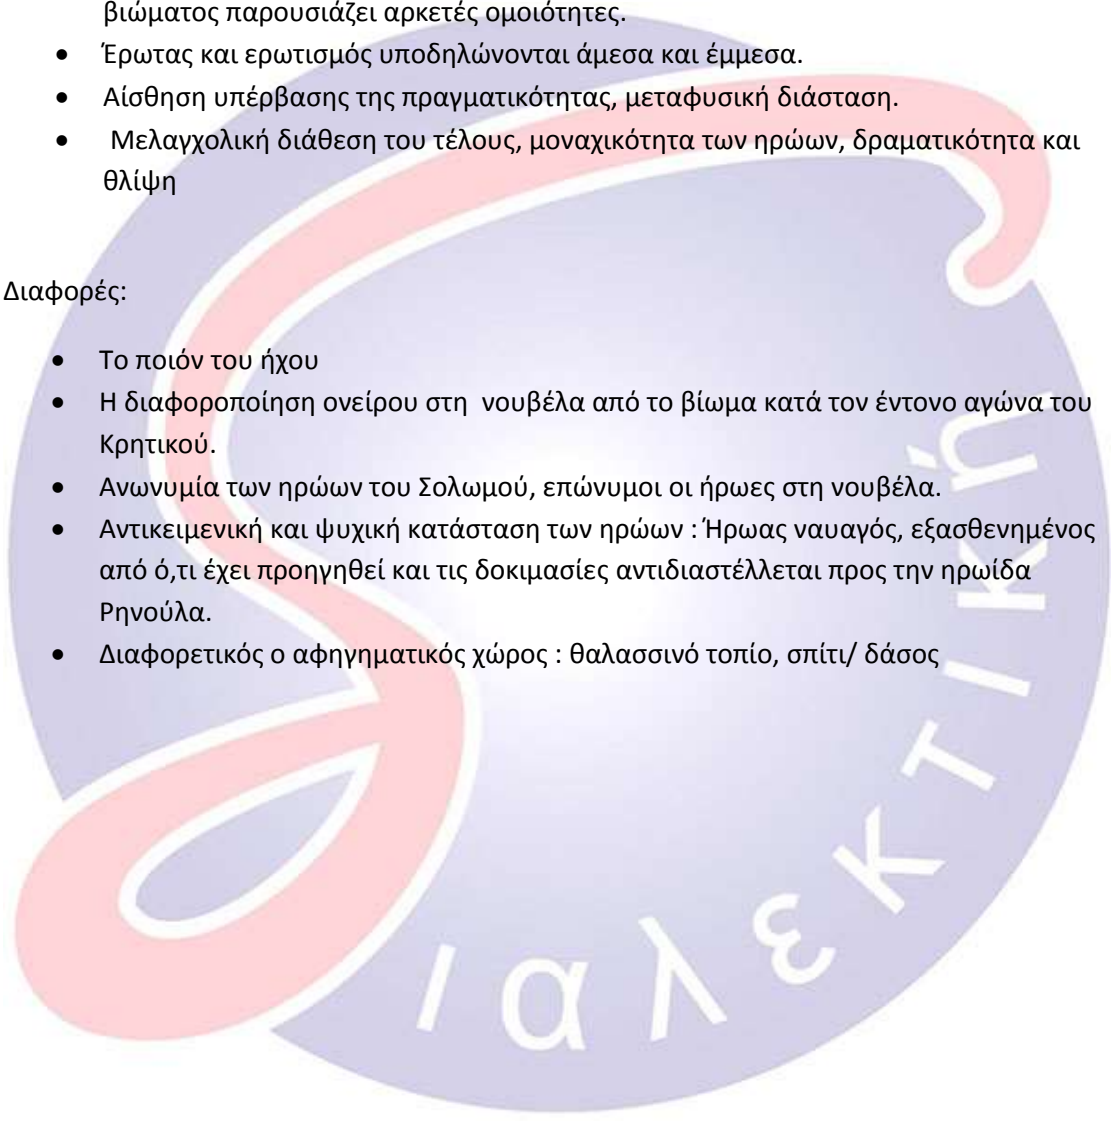 βιώματος παρουσιάζει αρκετές ομοιότητες.
• Έρωτας και ερωτισμός υποδηλώνονται άμεσα και έμμεσα.
• Αίσθηση υπέρβασης της πραγματικότητας, μεταφυσική διάσταση.
• Μελαγχολική διάθεση του τέλους, μοναχικότητα των ηρώων, δραματικότητα και
θλίψη
Διαφορές:
• Το ποιόν του ήχου
• Η διαφοροποίηση ονείρου στη νουβέλα από το βίωμα κατά τον έντονο αγώνα του
Κρητικού.
• Ανωνυμία των ηρώων του Σολωμού, επώνυμοι οι ήρωες στη νουβέλα.
• Αντικειμενική και ψυχική κατάσταση των ηρώων : Ήρωας ναυαγός, εξασθενημένος
από ό,τι έχει προηγηθεί και τις δοκιμασίες αντιδιαστέλλεται προς την ηρωίδα
Ρηνούλα.
• Διαφορετικός ο αφηγηματικός χώρος : θαλασσινό τοπίο, σπίτι/ δάσος
ιαλεκτική